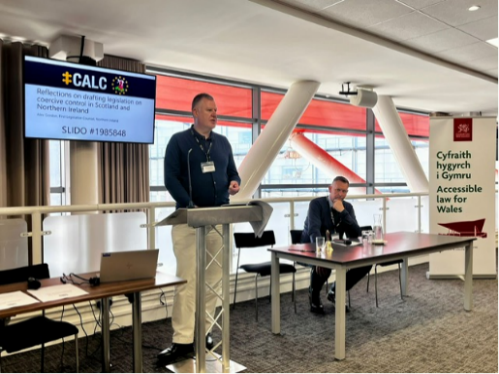 CALC
Reflections on drafting legislation on
coercive control in Scotland and
Northern Ireland
SLIDO #1985848
Cyfraith
hygyrch
i Gymru
Accessible
law for
Wales